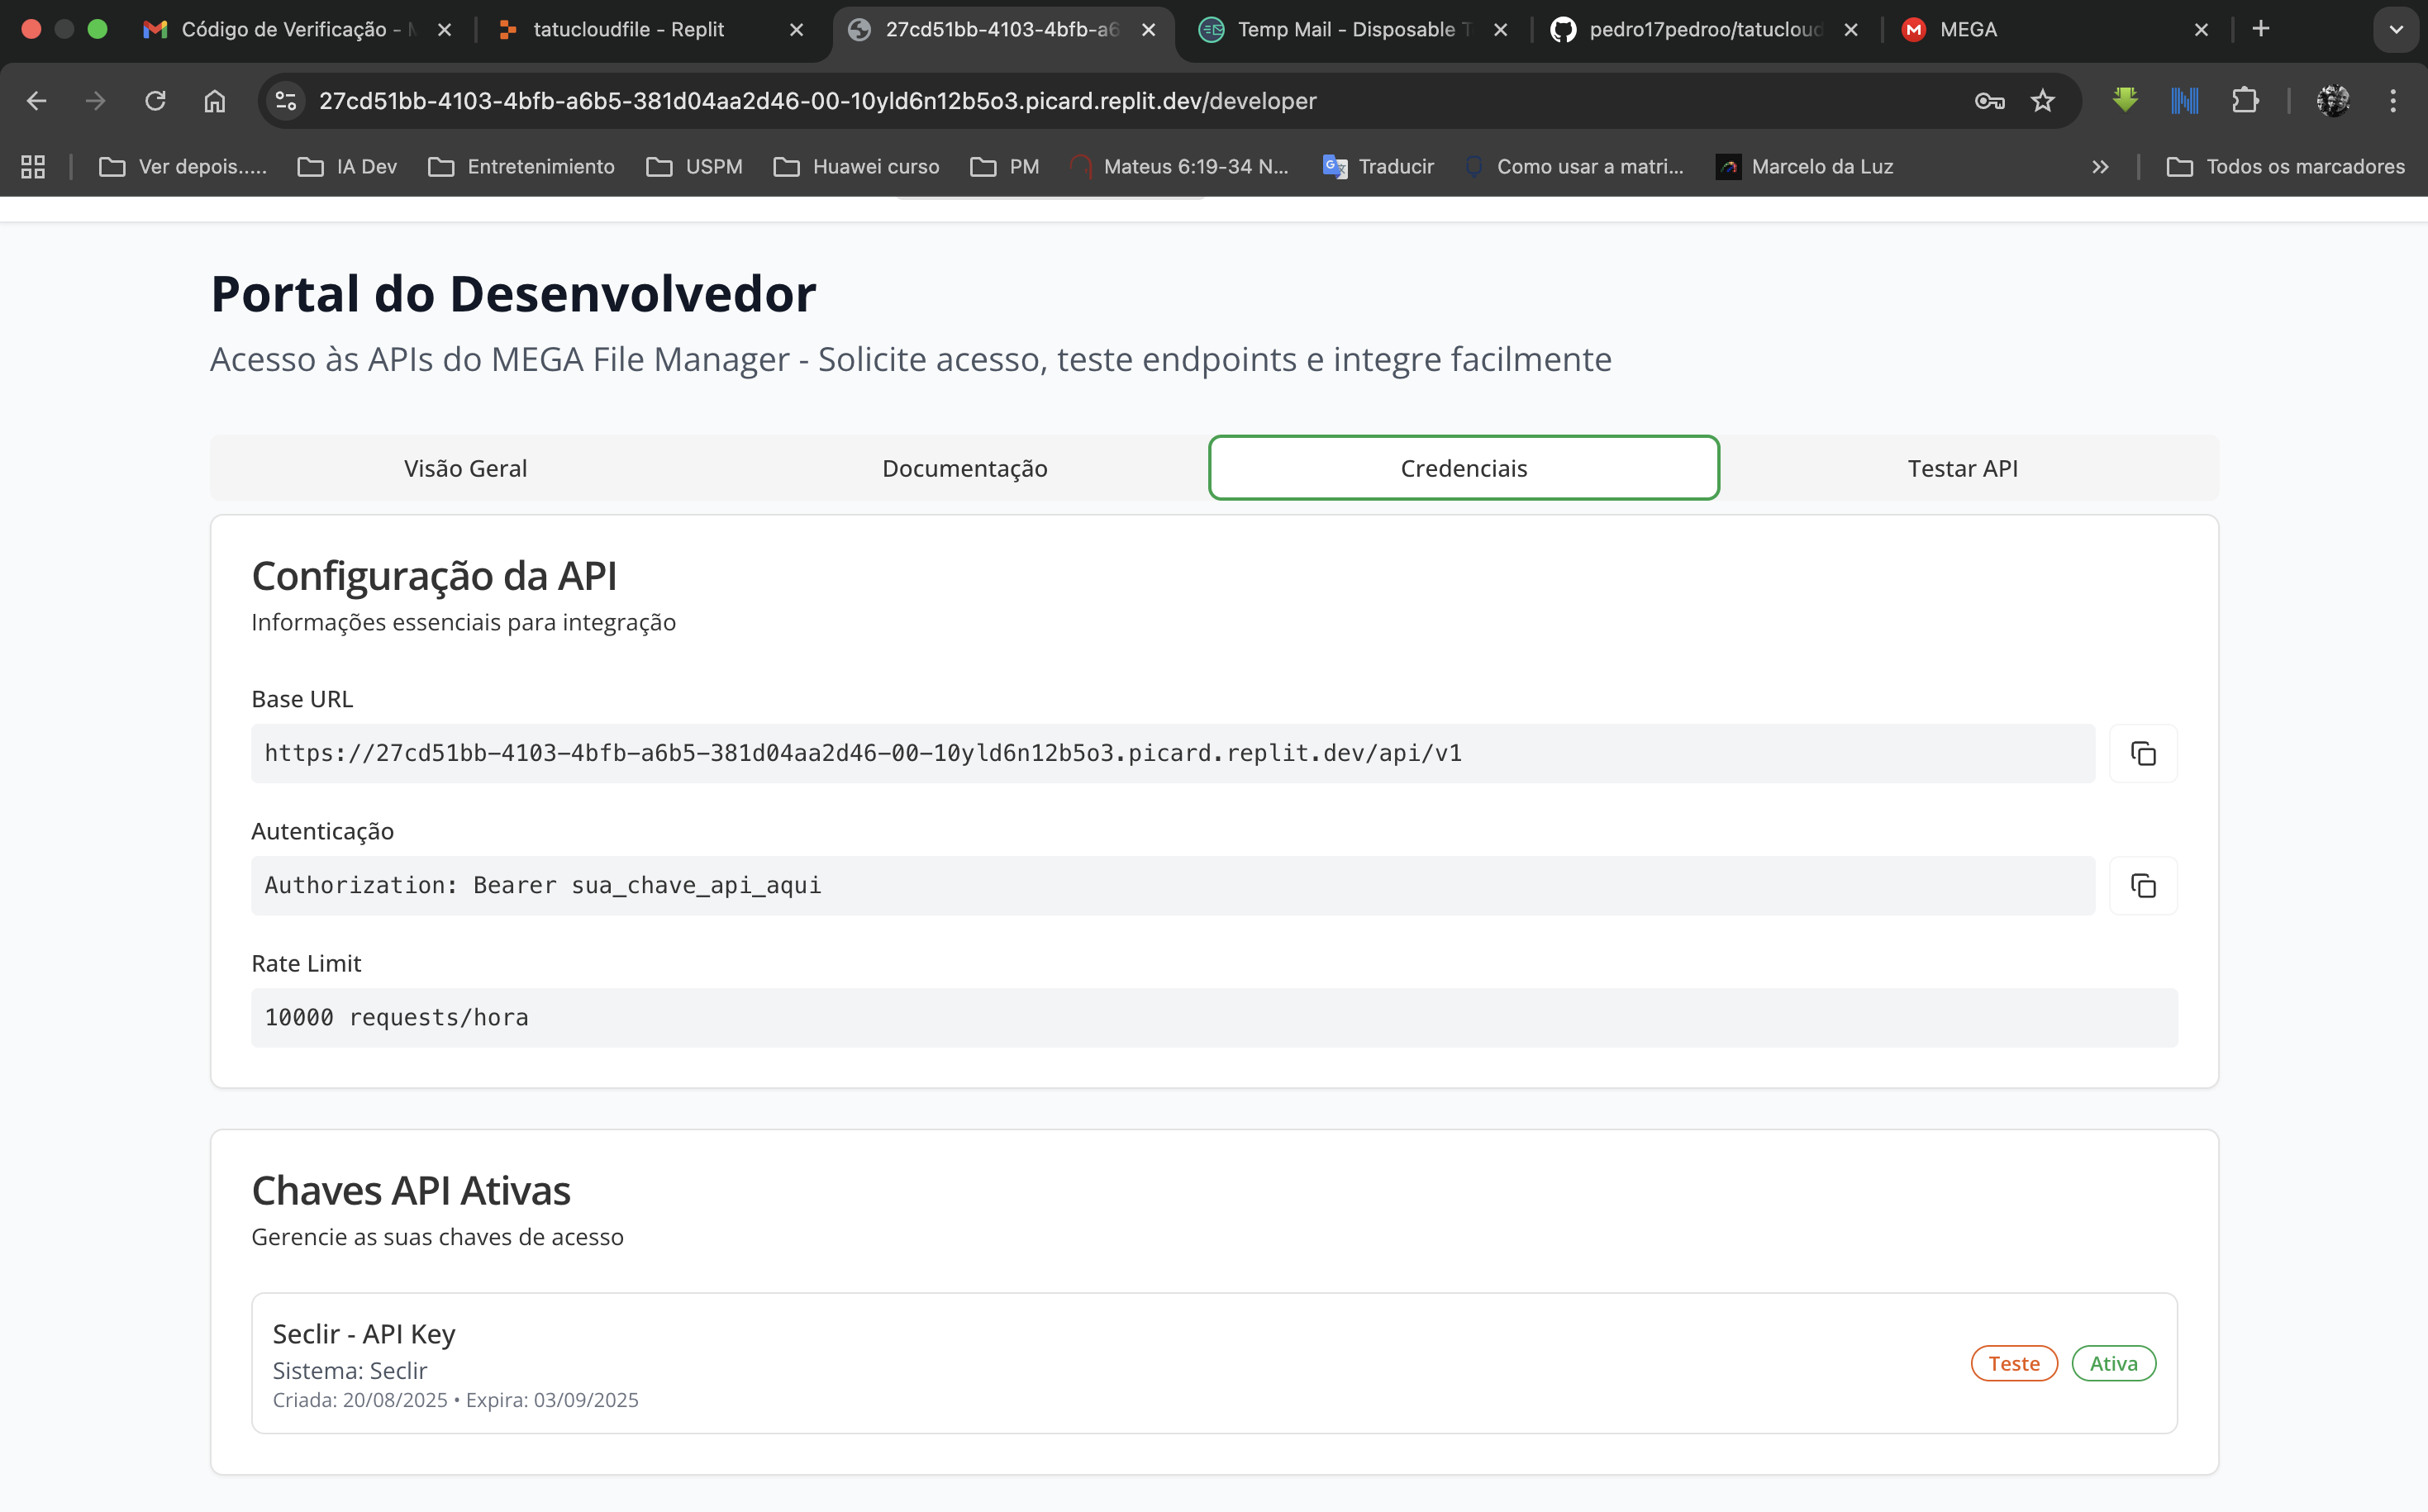 Código de Verificação -
tatucloudfile - Replit
27cd51bb-4103-4bfb-a6
Temp Mail - Disposable T
pedro17pedroo/tatucloud
MEGA
27cd51bb-4103-4bfb-a6b5-381d04aa2d46-00-10yld6n12b5o3.picard.replit.dev/developer
Ver depois.....
IA Dev
Entretenimiento
USPM
Huawei curso
PM
Mateus 6:19-34 N...
Traducir
Como usar a matri...
Marcelo da Luz
Todos os marcadores
Portal do Desenvolvedor
Acesso às APIs do MEGA File Manager - Solicite acesso, teste endpoints e integre facilmente
Visão Geral
Documentação
Credenciais
Testar API
Configuração da API
Informações essenciais para integração
Base URL
https://27cd51bb-4103-4bfb-a6b5-381d04aa2d46-00-10yld6n12b5o3.picard.replit.dev/api/v1
Autenticação
Authorization: Bearer sua_chave_api_aqui
Rate Limit
10000 requests/hora
Chaves API Ativas
Gerencie as suas chaves de acesso
Seclir - API Key
Sistema: Seclir
Criada: 20/08/2025 • Expira: 03/09/2025
Teste
Ativa